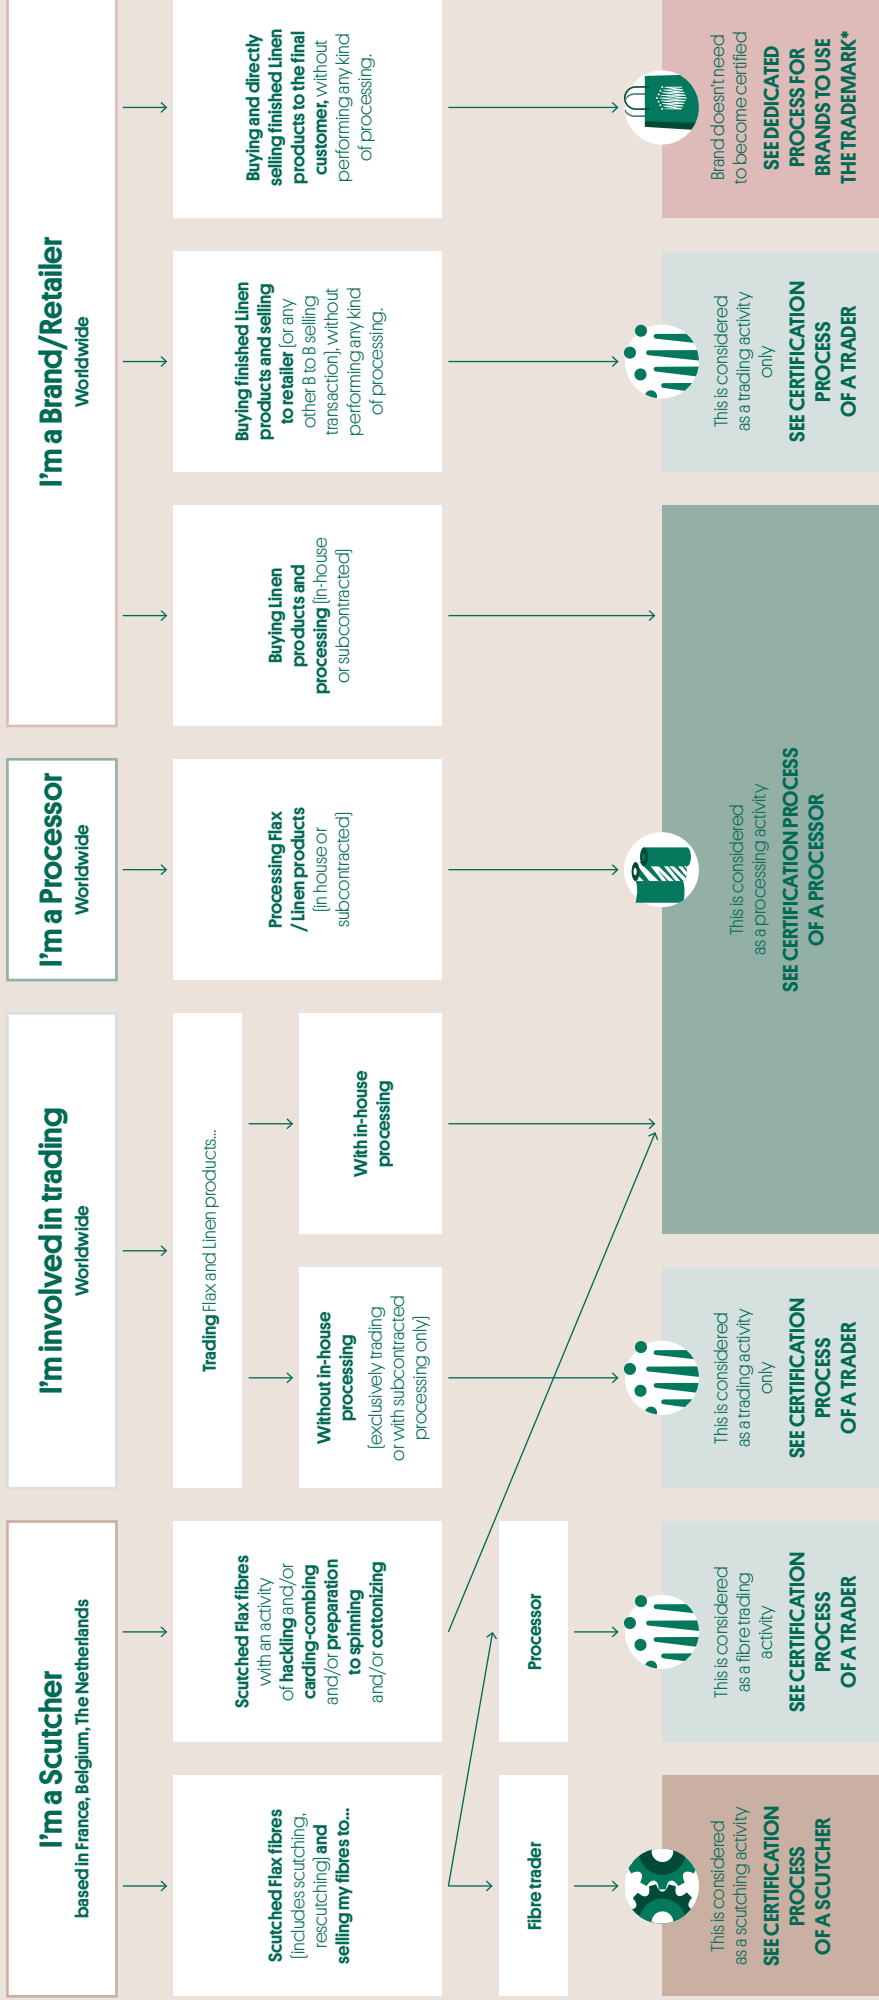 I'm a Scutcher
based in France, Belgium, The Netherlands
Scutched Flax fibres
(includes scutching,
rescutching) and
selling my fibres to...
Scutched Flax fibres
with an activity
of hackling and/or
carding-combing
and/or preparation
to spinning
and/or cottonizing
Fibre trader
Processor
This is considered
as a scutching activity
SEE CERTIFICATION
PROCESS
OF A SCUTCHER
This is considered
as a fibre trading
activity
SEE CERTIFICATION
PROCESS
OF A TRADER
I'm involved in trading
Worldwide
Trading Flax and Linen products...
Without in-house
processing
(exclusively trading
or with subcontracted
processing only)
With in-house
processing
This is considered
as a trading activity
only
SEE CERTIFICATION
PROCESS
OF A TRADER
I'm a Processor
Worldwide
Processing Flax
/ Linen products
(in house or
subcontracted)
This is considered
as a processing activity
SEE CERTIFICATION PROCESS
OF A PROCESSOR
I'm a Brand/Retailer
Worldwide
Buying Linen
products and
processing (in-house
or subcontracted)
Buying finished Linen
products and selling
to retailer (or any
other B to B selling
transaction), without
performing any kind
of processing.
Buying and directly
selling finished Linen
products to the final
customer, without
performing any kind
of processing.
This is considered
as a trading activity
only
SEE CERTIFICATION
PROCESS
OF A TRADER
Brand doesn't need
to become certified
SEE DEDICATED
PROCESS FOR
BRANDS TO USE
THE TRADEMARK*